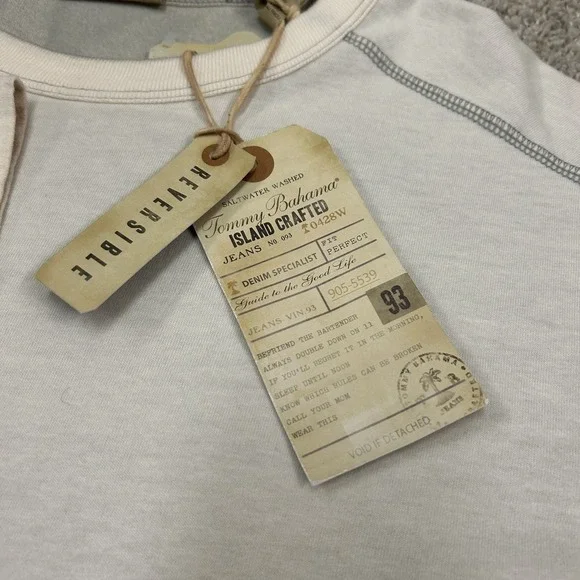 REVERSIBLE
SALTWATER WASHED
Tommy Bahama®
ISLAND CRAFTED
JEANS NO. 093 0428W
DENIM SPECIALIST
FIT PERFECT
Guide to the Good Life
JEANS VIN 93
905-5539
93
BEFRIEND THE BARTENDER
ALWAYS DOUBLE DOWN ON 11
IF YOU'LL REGRET IT IN THE MORNING,
SLEEP UNTIL NOON
KNOW WHICH RULES CAN BE BROKEN
CALL YOUR MOM
WEAR THIS
TOMMY BAHAMA
JEANS
VOID IF DETACHED